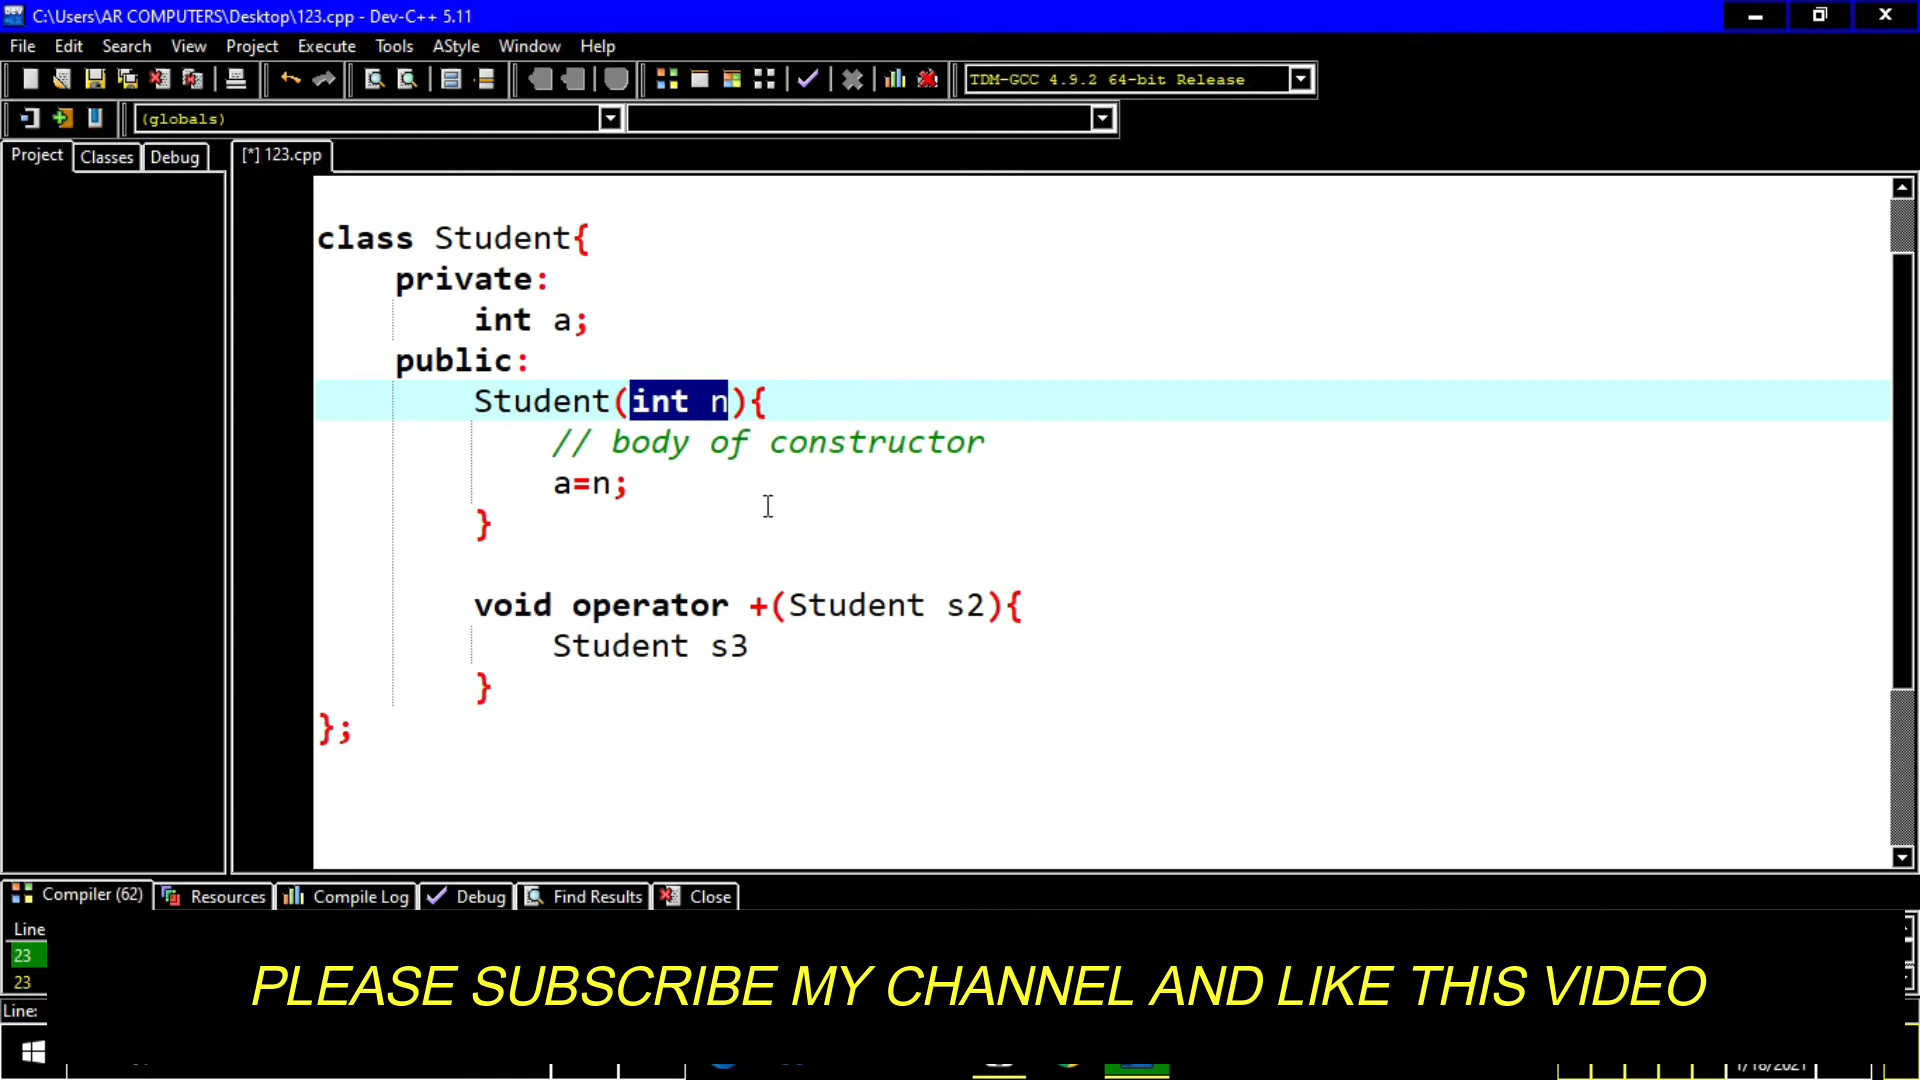 C:\Users\AR COMPUTERS\Desktop\123.cpp - Dev-C++ 5.11
File Edit Search View Project Execute Tools AStyle Window Help
TDM-GCC 4.9.2 64-bit Release
(globals)
Project Classes Debug [*] 123.cpp
class Student{
private:
int a;
public:
Student(int n){
// body of constructor
a=n;
}
void operator +(Student s2){
Student s3
}
};
Compiler (62) Resources Compile Log Debug Find Results Close
Line
23
23
Line:
PLEASE SUBSCRIBE MY CHANNEL AND LIKE THIS VIDEO
1/18/2021